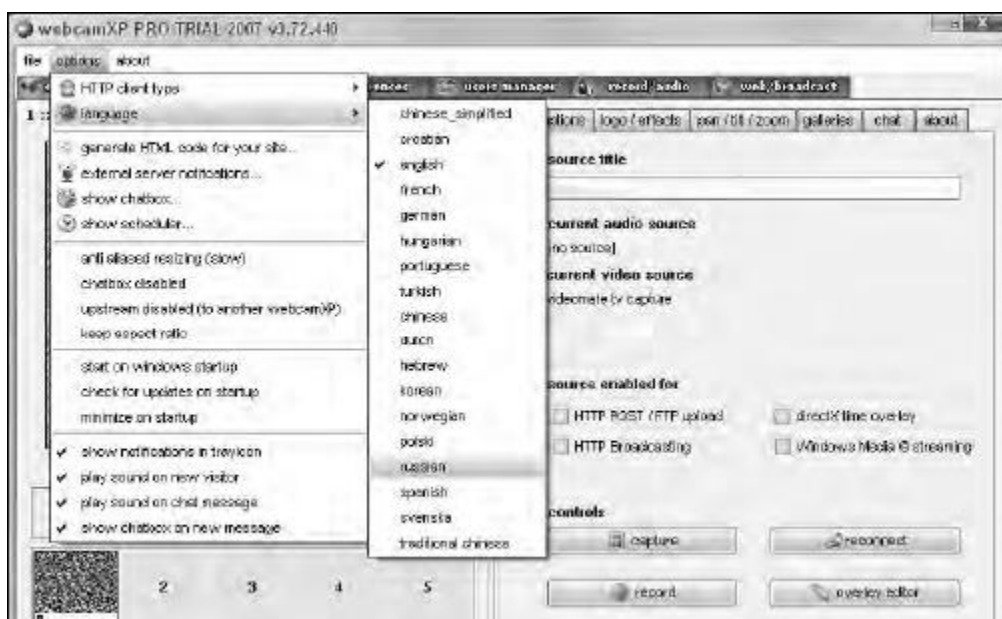 webcamXP PRO TRIAL 2007 v3.72.440
file options about
users manager record/audio web/broadcast
HTTP client type
language
generate HTML code for your site...
external server notifications...
show chatbox...
show scheduler...
anti aliased resizing (slow)
chatbox disabled
upstream disabled (to another webcamXP)
keep aspect ratio
start on windows startup
check for updates on startup
minimize on startup
show notifications in trayicon
play sound on new visitor
play sound on chat message
show chatbox on new message
chinese_simplified
croatian
english
french
german
hungarian
portuguese
turkish
chinese
dutch
hebrew
korean
norwegian
polski
russian
spanish
svenska
traditional chinese
logo / effects pan / tilt / zoom galleries chat about
source title
current audio source
[no source]
current video source
videomate tv capture
source enabled for
HTTP POST / FTP upload directX time overlay
HTTP Broadcasting Windows Media © streaming
controls
capture reconnect
record overlay editor
2 3 4 5